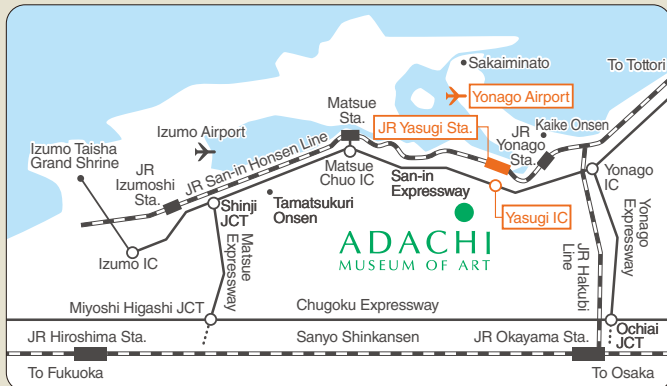 Sakaiminato
To Tottori
Yonago Airport
Matsue
Sta.
JR Yasugi Sta.
Kaike Onsen
JR
Yonago
Sta.
Izumo Airport
Izumo Taisha
Grand Shrine
JR San-in Honsen Line
JR
Izumoshi
Sta.
Matsue
Chuo IC
San-in
Expressway
Yonago
IC
Shinji
JCT
Tamatsukuri
Onsen
Yasugi IC
ADACHI
MUSEUM OF ART
Izumo IC
Matsue
Expressway
JR Hakubi
Line
Yonago
Expressway
Miyoshi Higashi JCT
Chugoku Expressway
Ochiai
JCT
JR Hiroshima Sta.
Sanyo Shinkansen
JR Okayama Sta.
To Fukuoka
To Osaka